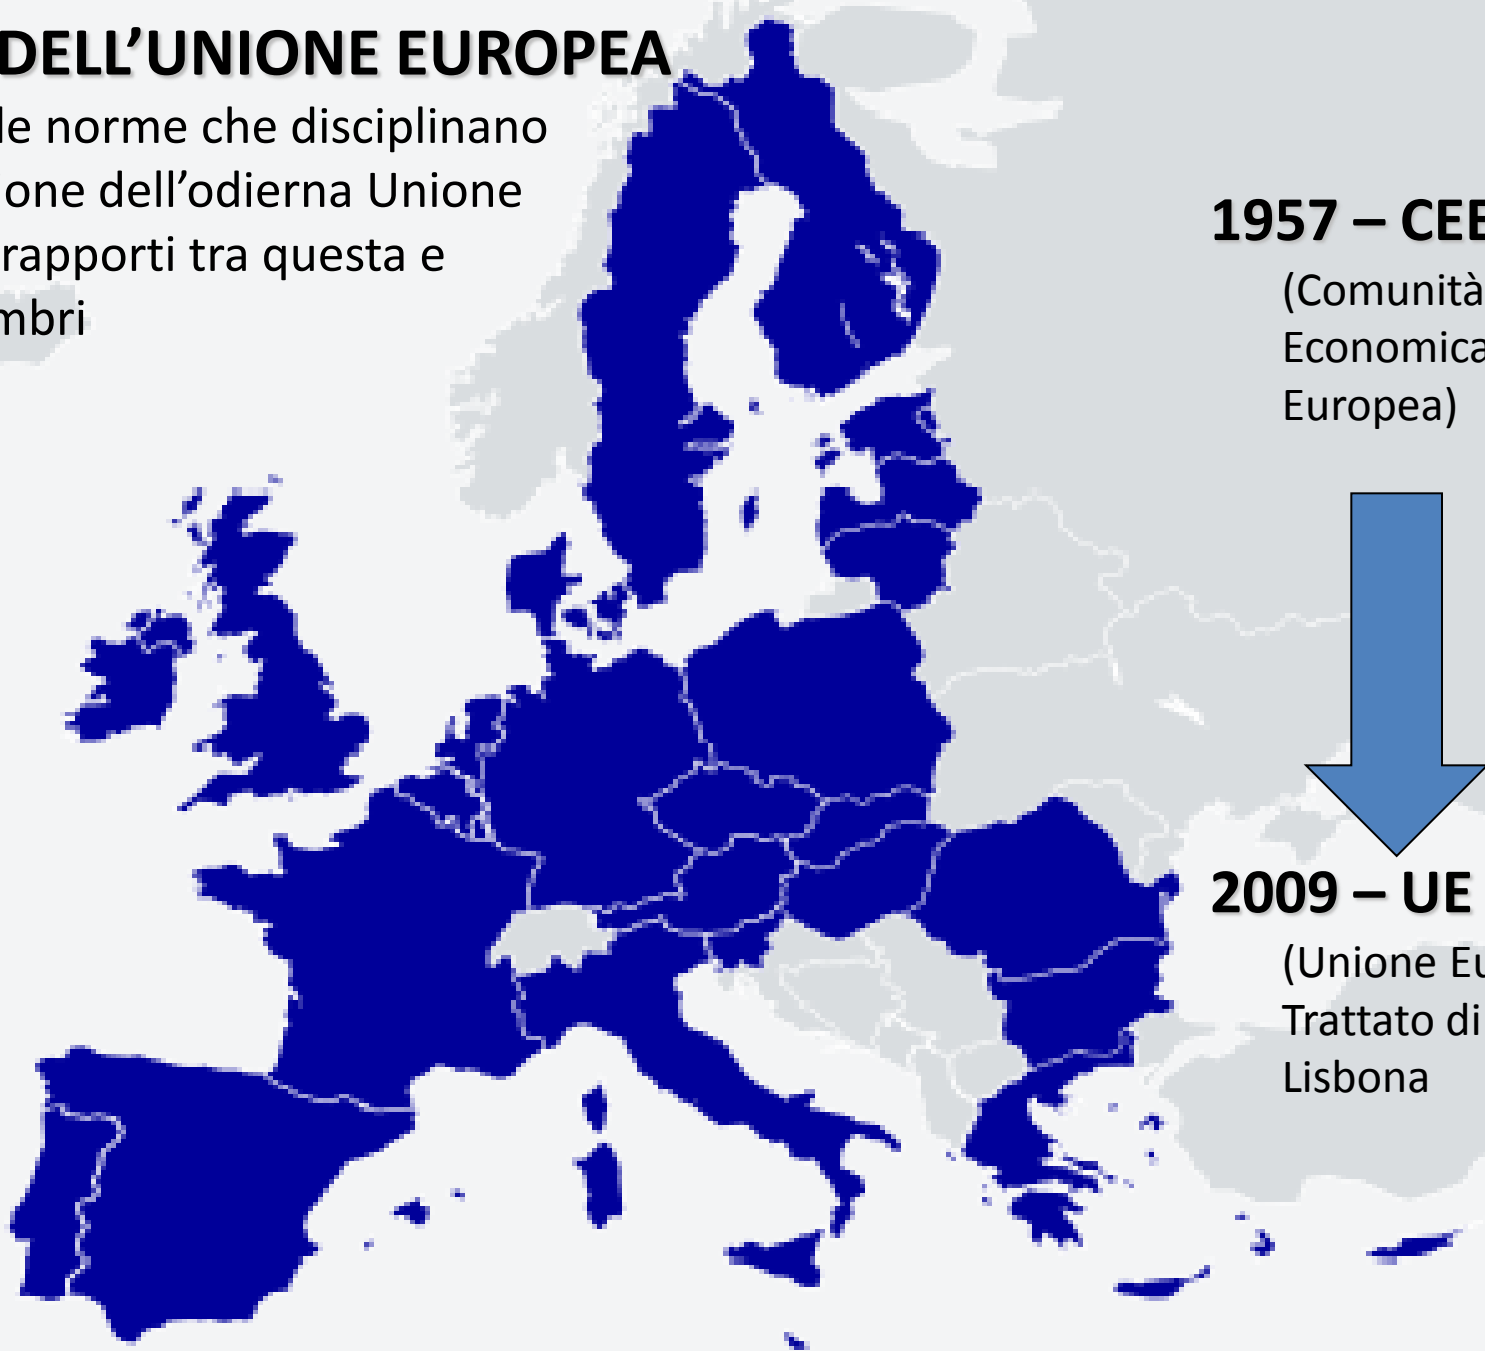 DELL’UNIONE EUROPEA
le norme che disciplinano
one dell’odierna Unione
rapporti tra questa e
mbri
1957 – CEE
(Comunità
Economica
Europea)
2009 – UE
(Unione Eu
Trattato di
Lisbona